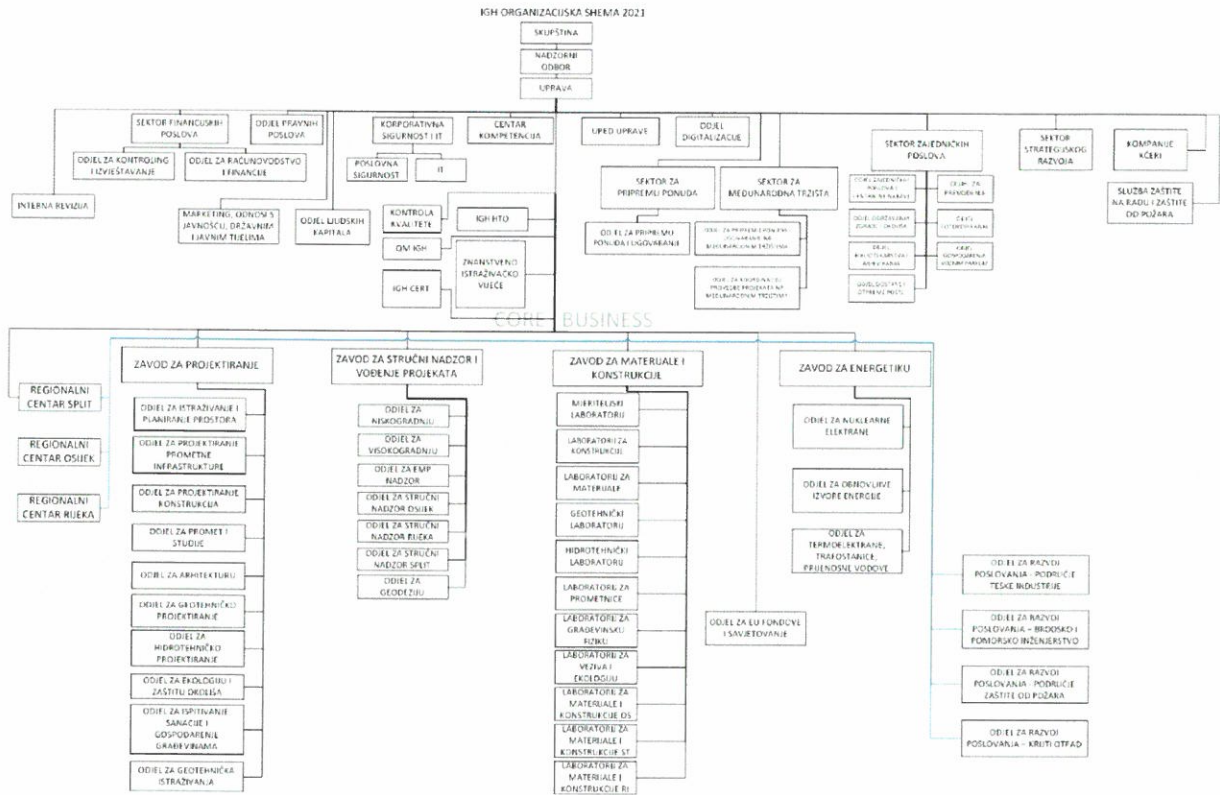 IGH ORGANIZACIJSKA SHEMA 2021
SKUPŠTINA
NADZORNI
ODBOR
UPRAVA
SEKTOR FINANCIJSKIH
POSLOVA
ODJEL PRAVNIH
POSLOVA
KORPORATIVNA
SIGURNOST I IT
CENTAR
KOMPETENCIJA
URED UPRAVE
ODJEL
DIGITALIZACIJE
SEKTOR ZAJEDNIČKIH
POSLOVA
SEKTOR
STRATEGIJSKOG
RAZVOJA
KOMPANIJE
KĆERI
ODJEL ZA KONTROLING
I IZVJEŠTAVANJE
ODJEL ZA RAČUNOVODSTVO
I FINANCIJE
POSLOVNA
SIGURNOST
IT
SEKTOR ZA
PRIPREMU PONUDA
SEKTOR ZA
MEĐUNARODNA TRŽIŠTA
INTERNA REVIZIJA
MARKETING, ODNOSI S
JAVNOŠĆU, DRŽAVNIM
I JAVNIM TIJELIMA
ODJEL LJUDSKIH
KAPITALA
KONTROLA
KVALITETE
IGH HTO
SLUŽBA ZAŠTITE
NA RADU I ZAŠTITE
OD POŽARA
ODJEL ZA PRIPREMU
PONUDA I UGOVARANJE
QM IGH
ZNANSTVENO
ISTRAŽIVAČKO
VIJEĆE
IGH CERT
CORE BUSINESS
ZAVOD ZA PROJEKTIRANJE
ZAVOD ZA STRUČNI NADZOR I
VOĐENJE PROJEKATA
ZAVOD ZA MATERIJALE I
KONSTRUKCIJE
ZAVOD ZA ENERGETIKU
REGIONALNI
CENTAR SPLIT
REGIONALNI
CENTAR OSIJEK
REGIONALNI
CENTAR RIJEKA
ODJEL ZA ISTRAŽIVANJE I
PLANIRANJE PROSTORA
ODJEL ZA PROJEKTIRANJE
PROMETNE
INFRASTRUKTURE
ODJEL ZA PROJEKTIRANJE
KONSTRUKCIJA
ODJEL ZA PROMET I
STUDIJE
ODJEL ZA ARHITEKTURU
ODJEL ZA GEOTEHNIČKO
PROJEKTIRANJE
ODJEL ZA
HIDROTEHNIČKO
PROJEKTIRANJE
ODJEL ZA EKOLOGIJU I
ZAŠTITU OKOLIŠA
ODJEL ZA ISPITIVANJE
SANACIJE I
GOSPODARENJE
GRAĐEVINAMA
ODJEL ZA GEOTEHNIČKA
ISTRAŽIVANJA
ODJEL ZA
NISKOGRADNJU
ODJEL ZA
VISOKOGRADNJU
ODJEL ZA EMP
NADZOR
ODJEL ZA STRUČNI
NADZOR OSIJEK
ODJEL ZA STRUČNI
NADZOR RIJEKA
ODJEL ZA STRUČNI
NADZOR SPLIT
ODJEL ZA
GEODEZIJU
MJERITELJSKI
LABORATORIJ
LABORATORIJ ZA
KONSTRUKCIJE
LABORATORIJ ZA
MATERIJALE
GEOTEHNIČKI
LABORATORIJ
HIDROTEHNIČKI
LABORATORIJ
LABORATORIJ ZA
PROMETNICE
LABORATORIJ ZA
GRAĐEVINSKU
FIZIKU
LABORATORIJ ZA
VEZIVA I
EKOLOGIJU
LABORATORIJ ZA
MATERIJALE I
KONSTRUKCIJE OS
LABORATORIJ ZA
MATERIJALE I
KONSTRUKCIJE ST
LABORATORIJ ZA
MATERIJALE I
KONSTRUKCIJE RI
ODJEL ZA EU FONDOVE
I SAVJETOVANJE
ODJEL ZA NUKLEARNE
ELEKTRANE
ODJEL ZA OBNOVLJIVE
IZVORE ENERGIJE
ODJEL ZA
TERMOELEKTRANE,
TRAFOSTANICE,
PRIJENOSNE VODOVE
ODJEL ZA RAZVOJ
POSLOVANJA - PODRUČJE
TEŠKE INDUSTRIJE
ODJEL ZA RAZVOJ
POSLOVANJA – BRODSKO I
POMORSKO INŽENJERSTVO
ODJEL ZA RAZVOJ
POSLOVANJA - PODRUČJE
ZAŠTITE OD POŽARA
ODJEL ZA RAZVOJ
POSLOVANJA – KRUTI OTPAD